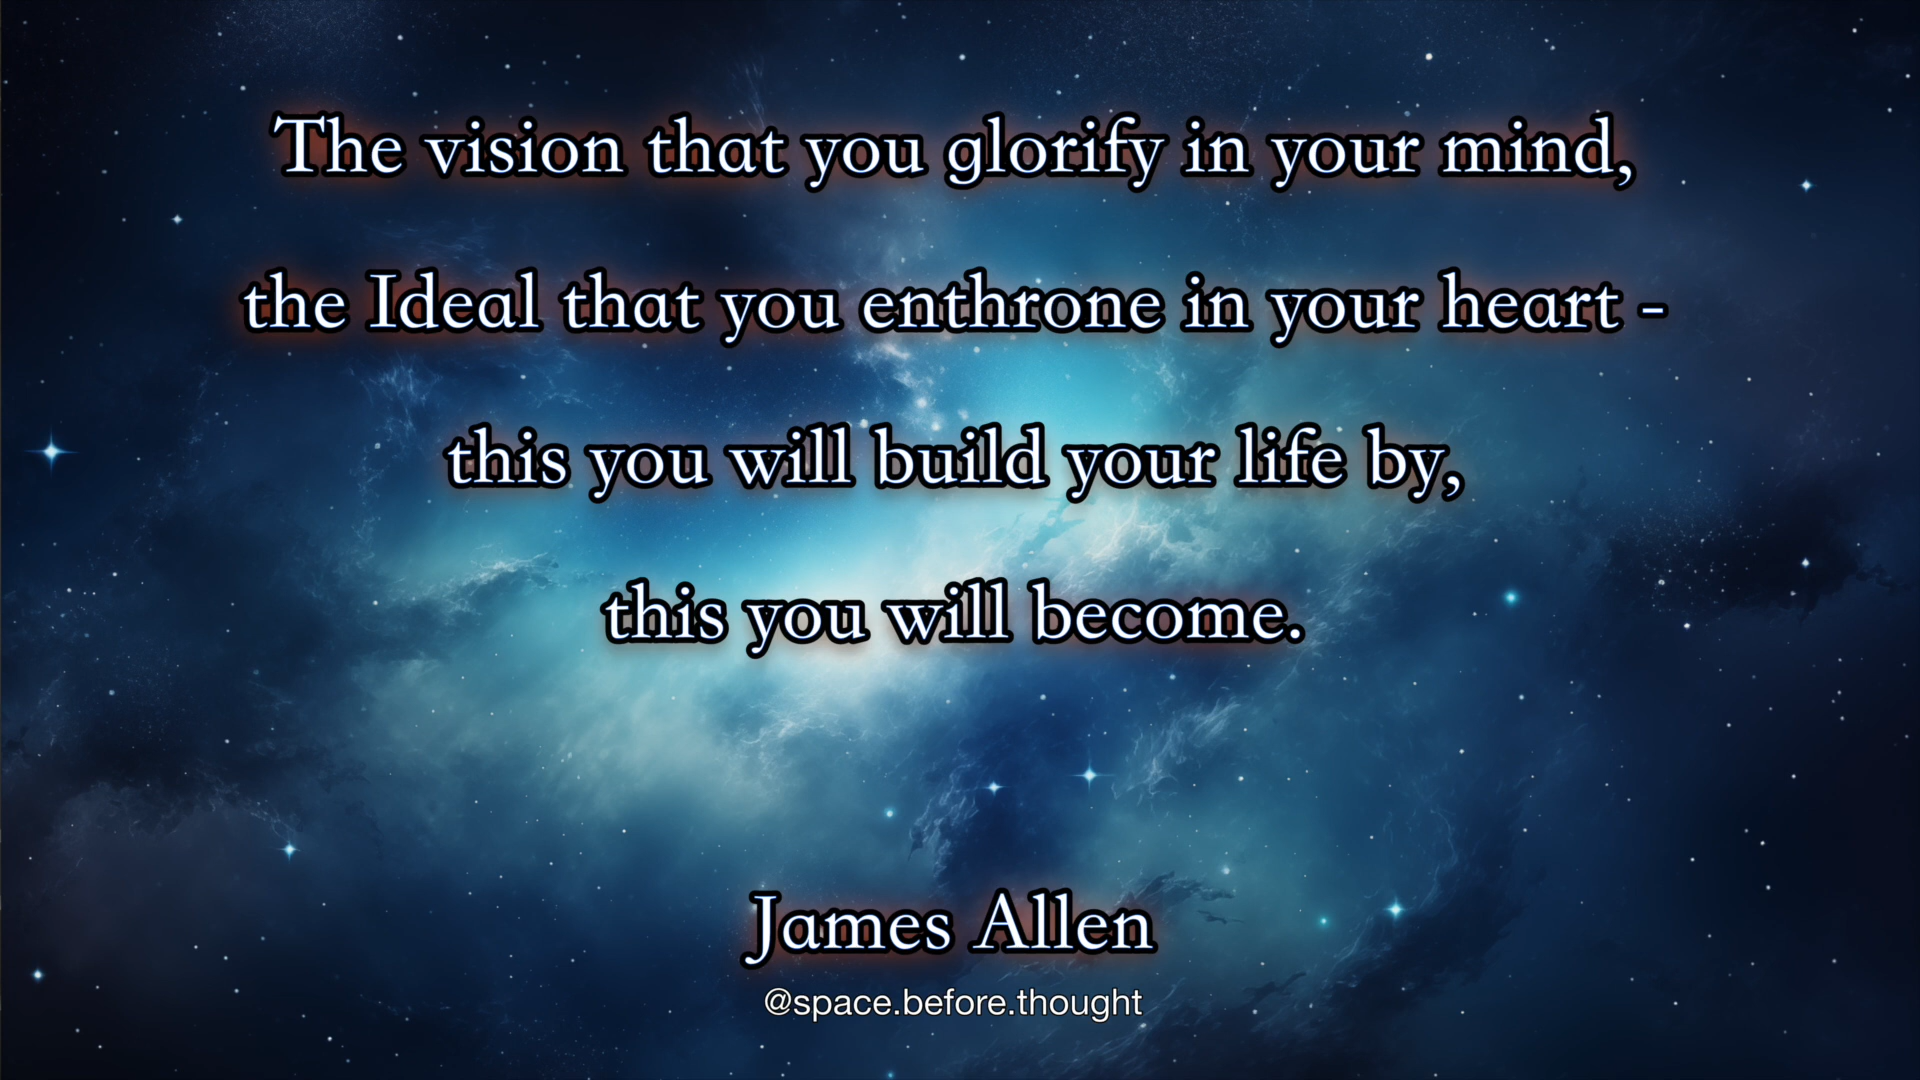 The vision that you glorify in your mind,
the Ideal that you enthrone in your heart -
this you will build your life by,
this you will become.
James Allen
@space.before.thought